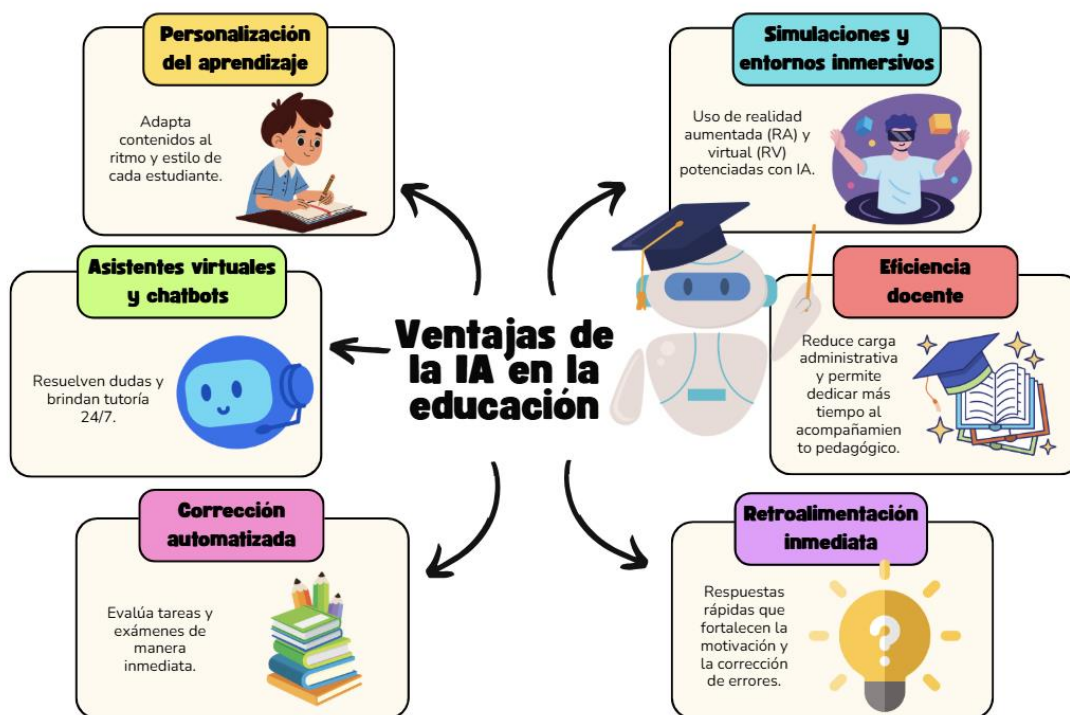 Personalización
del aprendizaje
Adapta
contenidos al
ritmo y estilo de
cada estudiante.
Asistentes virtuales
y chatbots
Resuelven dudas y
brindan tutoría
24/7.
Corrección
automatizada
Evalúa tareas y
exámenes de
manera
inmediata.
Ventajas de
la IA en la
educación
Simulaciones y
entornos inmersivos
Uso de realidad
aumentada (RA) y
virtual (RV)
potenciadas con IA.
Eficiencia
docente
Reduce carga
administrativa
y permite
dedicar más
tiempo al
acompañamien
to pedagógico.
Retroalimentación
inmediata
Respuestas
rápidas que
fortalecen la
motivación y
la corrección
de errores.
?